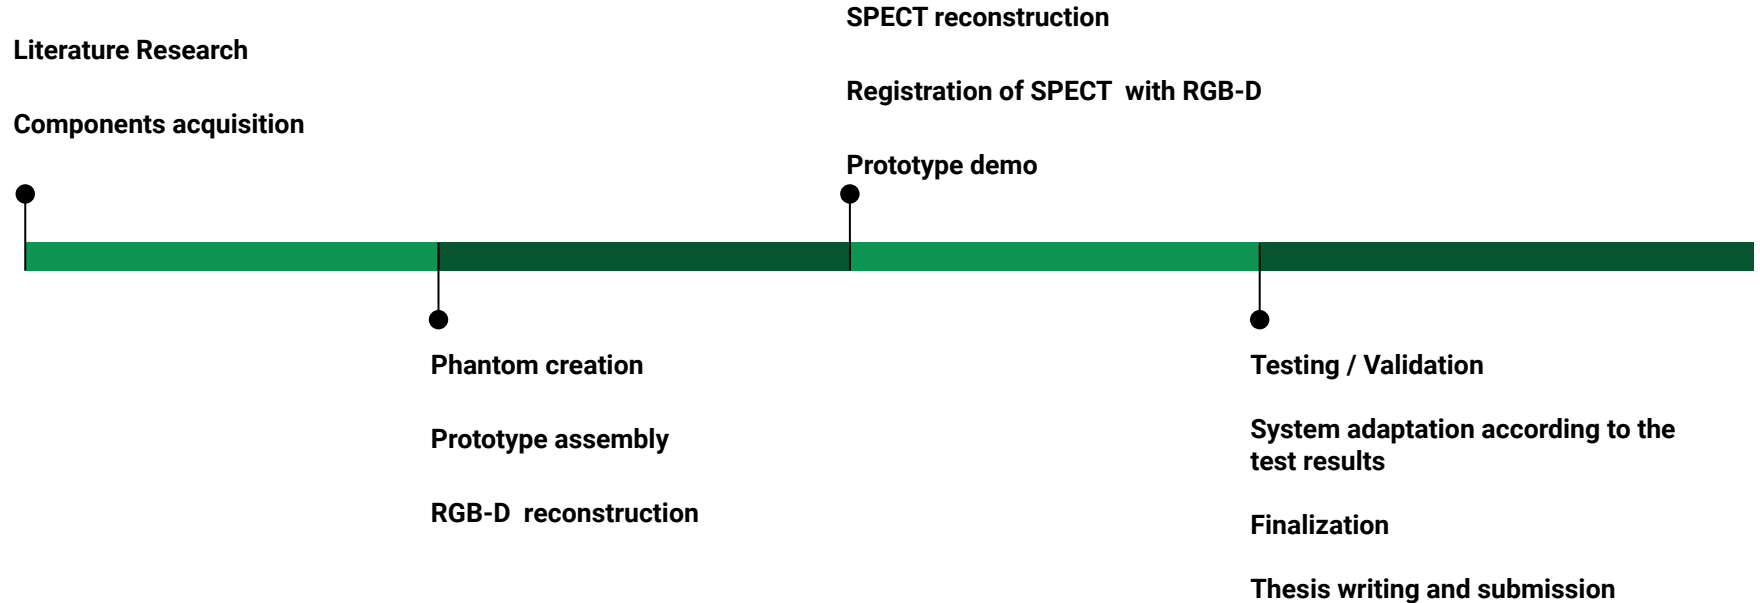 Literature Research
Components acquisition
Phantom creation
Prototype assembly
RGB-D reconstruction
SPECT reconstruction
Registration of SPECT with RGB-D
Prototype demo
Testing / Validation
System adaptation according to the
test results
Finalization
Thesis writing and submission